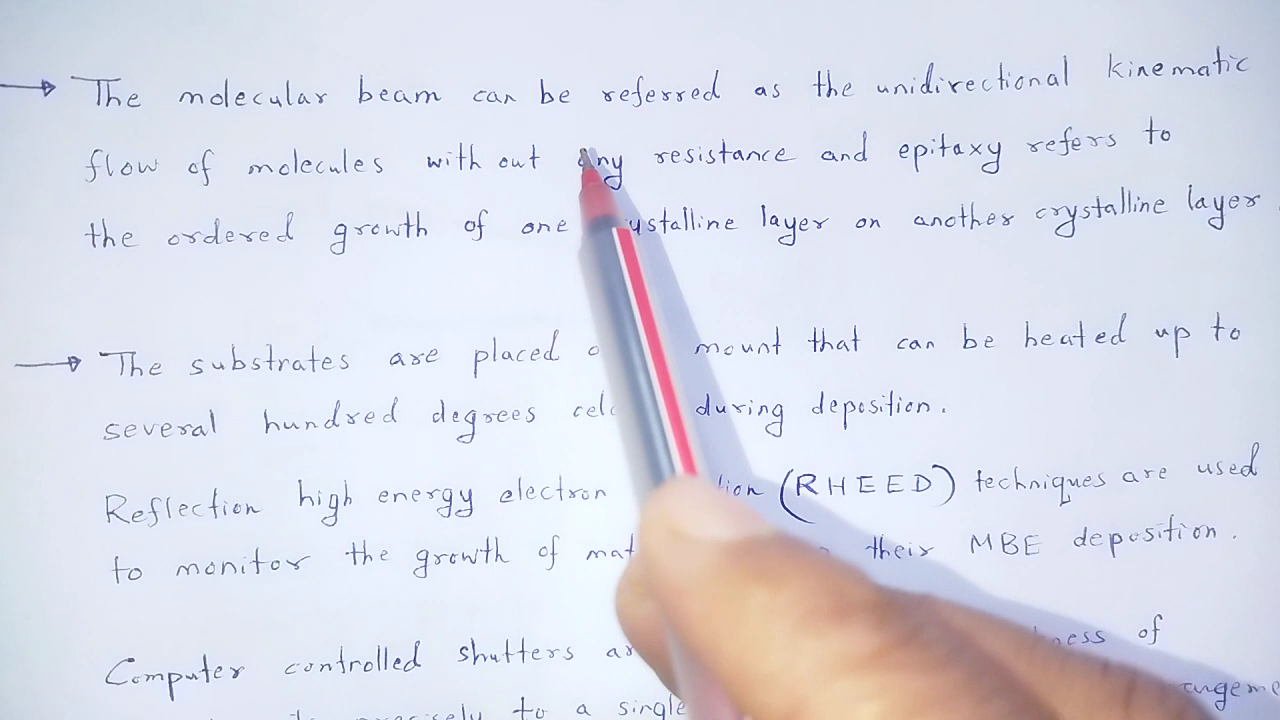 The molecular beam can be referred as the unidirectional kinematic
flow of molecules with out any resistance and epitaxy refers to
the ordered growth of one ystalline layer on another crystalline layer
The substrates are placed mount that can be heated up to
several hundred degrees during deposition.
Reflection high energy electron (RHEED) techniques are used
to monitor the growth of their MBE deposition.
Computer controlled shutters of
to a single